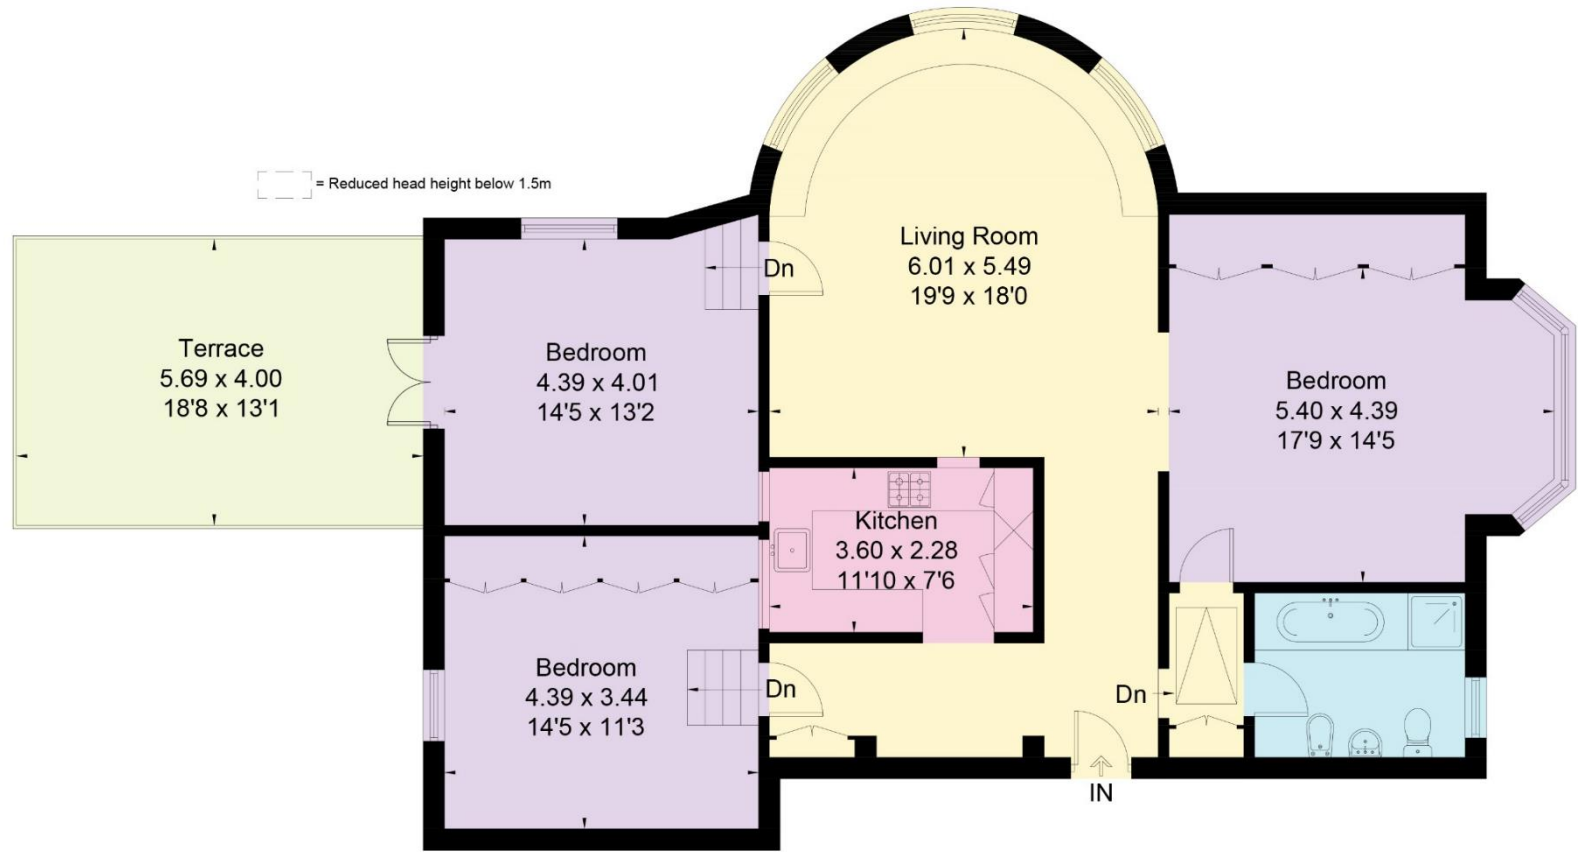 = Reduced head height below 1.5m
Living Room
6.01 x 5.49
19'9 x 18'0
Dn
Terrace
5.69 x 4.00
18'8 x 13'1
Bedroom
4.39 x 4.01
14'5 x 13'2
Bedroom
5.40 x 4.39
17'9 x 14'5
Kitchen
3.60 x 2.28
11'10 x 7'6
Bedroom
4.39 x 3.44
14'5 x 11'3
Dn
Dn
IN